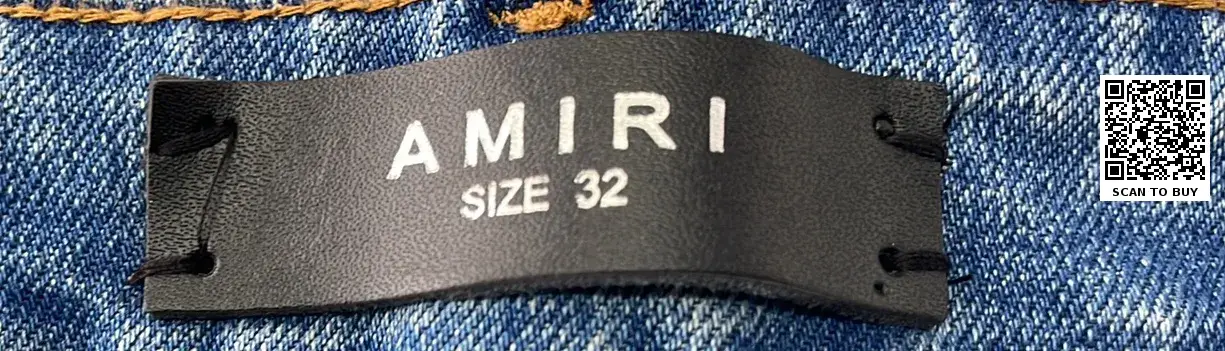 AMIRI
SIZE 32
SCAN TO BUY